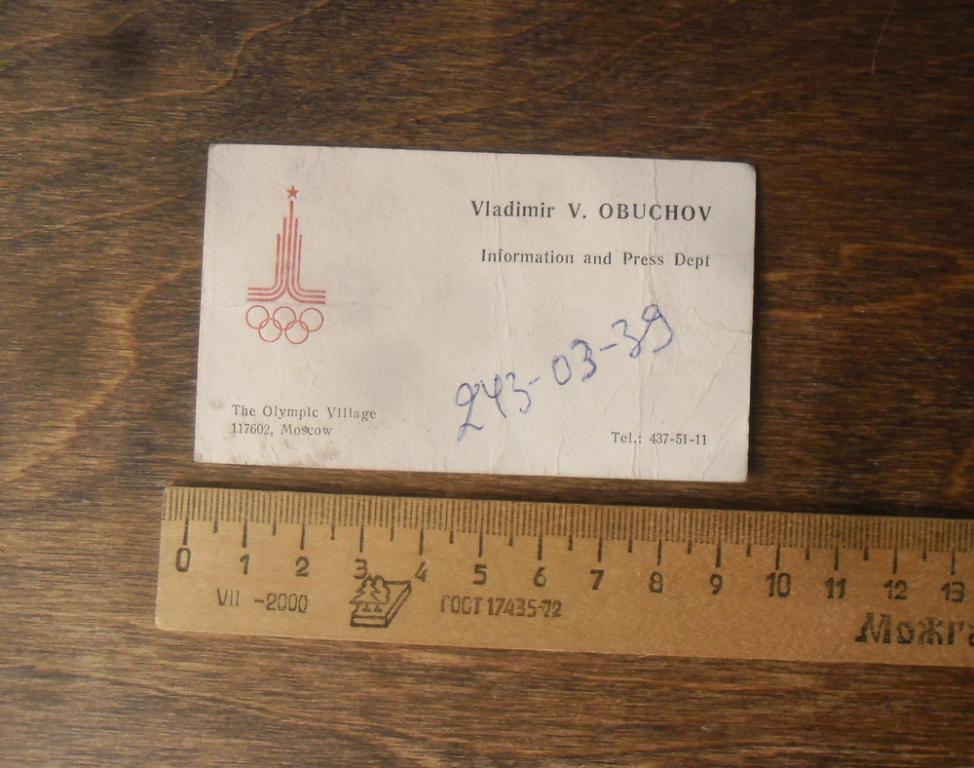 Vladimir V. OBUCHOV
Information and Press Dept
243-03-39
The Olympic Village
117602, Moscow
Tel.: 437-51-11
0 1 2 3 4 5 6 7 8 9 10 11 12 13
VII -2000 ГОСТ 17435-72
Можг